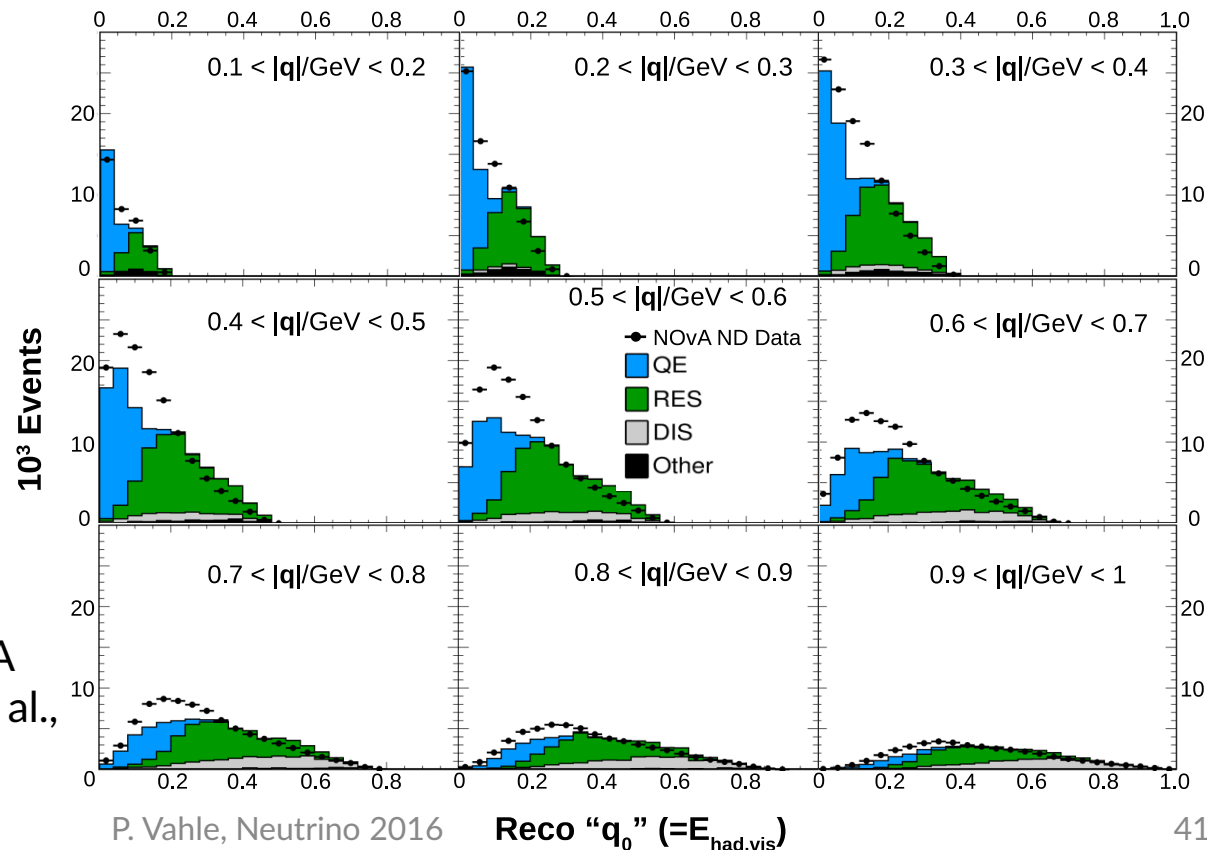 0 0.2 0.4 0.6 0.8 0 0.2 0.4 0.6 0.8 0 0.2 0.4 0.6 0.8 1.0
0.1 < |q|/GeV < 0.2
0.2 < |q|/GeV < 0.3
0.3 < |q|/GeV < 0.4
20 20
10 10
0 0
0.4 < |q|/GeV < 0.5
0.5 < |q|/GeV < 0.6
0.6 < |q|/GeV < 0.7
NOvA ND Data
QE
RES
DIS
Other
20 20
10 10
0 0
10³ Events
0.7 < |q|/GeV < 0.8
0.8 < |q|/GeV < 0.9
0.9 < |q|/GeV < 1
20 20
10 10
0 0
A
al.,
0 0.2 0.4 0.6 0.8 0 0.2 0.4 0.6 0.8 0 0.2 0.4 0.6 0.8 1.0
P. Vahle, Neutrino 2016
Reco “q₀” (=E_had,vis)
41